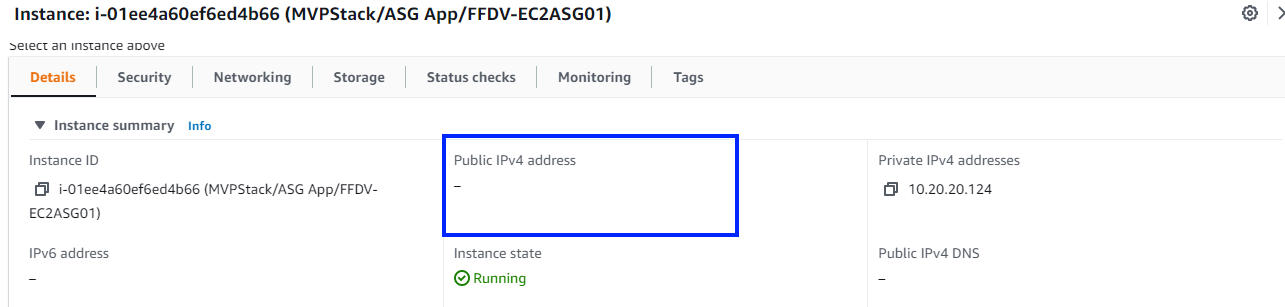 Instance: i-01ee4a60ef6ed4b66 (MVPStack/ASG App/FFDV-EC2ASG01)
Select an instance above
Details Security Networking Storage Status checks Monitoring Tags
Instance summary Info
Instance ID
i-01ee4a60ef6ed4b66 (MVPStack/ASG App/FFDV-
EC2ASG01)
Public IPv4 address
–
Private IPv4 addresses
10.20.20.124
IPv6 address
–
Instance state
Running
Public IPv4 DNS
–